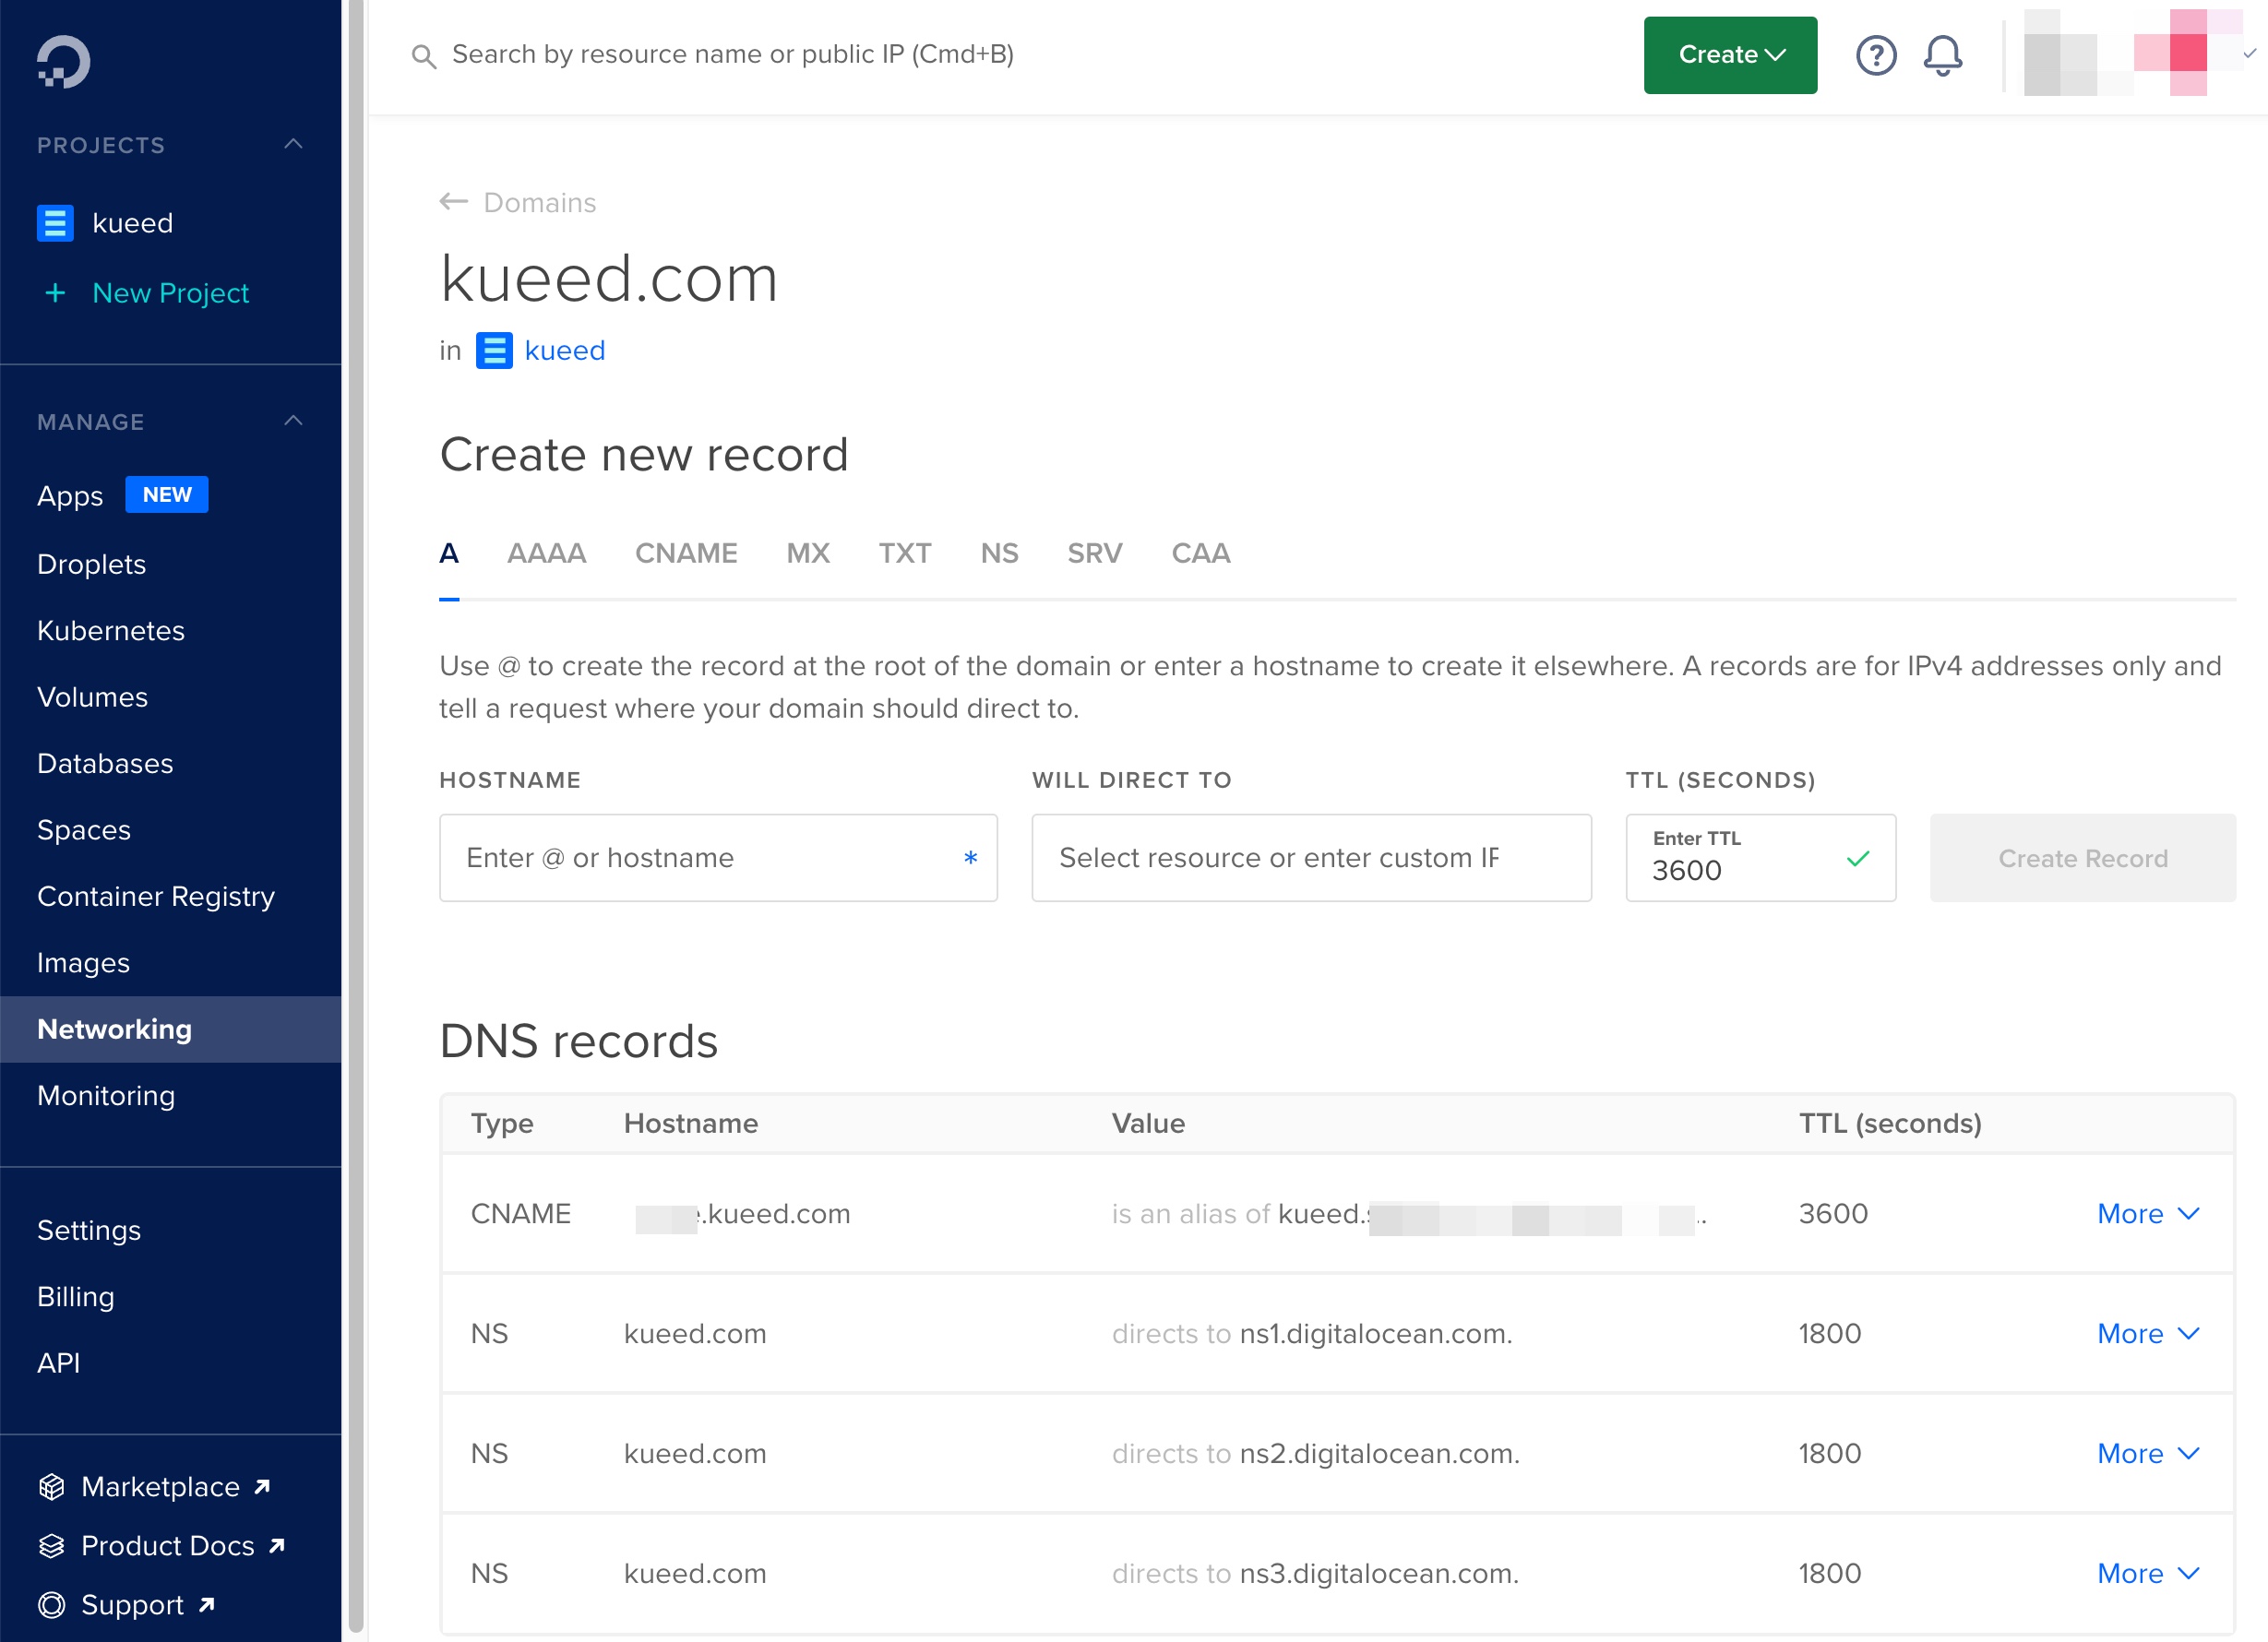 PROJECTS
kueed
+ New Project
MANAGE
Apps NEW
Droplets
Kubernetes
Volumes
Databases
Spaces
Container Registry
Images
Networking
Monitoring
Settings
Billing
API
Marketplace
Product Docs
Support
Search by resource name or public IP (Cmd+B)
Create
?
← Domains
kueed.com
in kueed
Create new record
A AAAA CNAME MX TXT NS SRV CAA
Use @ to create the record at the root of the domain or enter a hostname to create it elsewhere. A records are for IPv4 addresses only and
tell a request where your domain should direct to.
HOSTNAME WILL DIRECT TO TTL (SECONDS)
Enter @ or hostname * Select resource or enter custom IP Enter TTL
3600
Create Record
DNS records
Type Hostname Value TTL (seconds)
CNAME .kueed.com is an alias of kueed. 3600 More
NS kueed.com directs to ns1.digitalocean.com. 1800 More
NS kueed.com directs to ns2.digitalocean.com. 1800 More
NS kueed.com directs to ns3.digitalocean.com. 1800 More